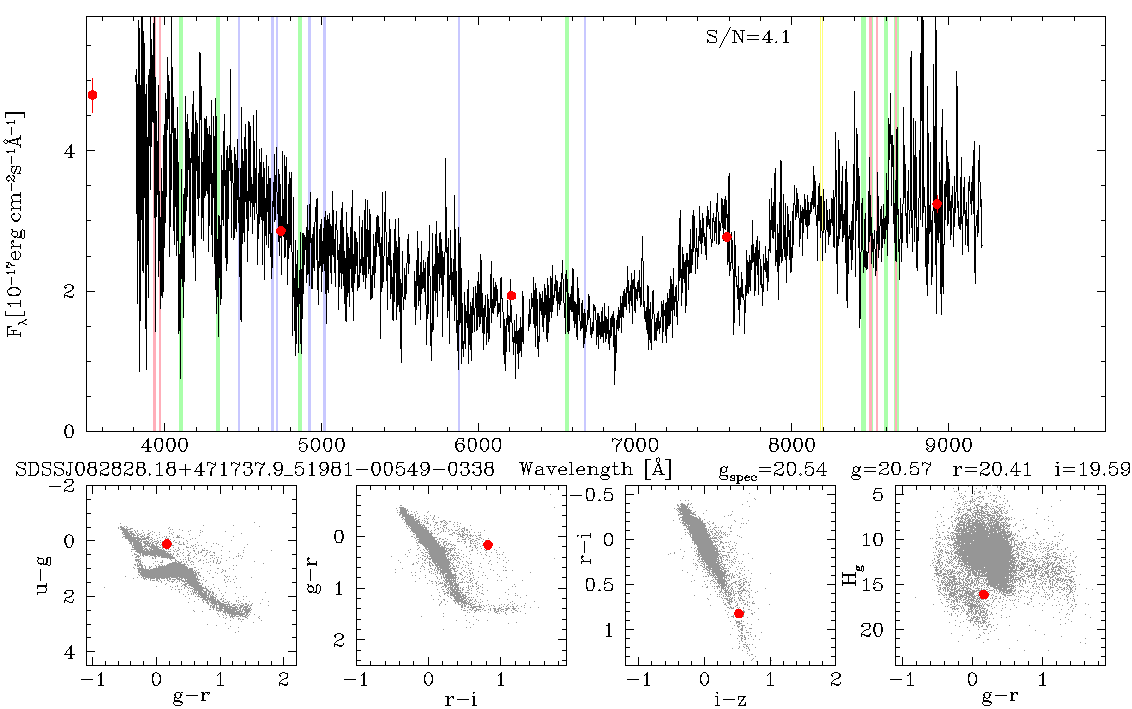 S/N=4.1
F_λ[10⁻¹⁷erg cm⁻²s⁻¹Å⁻¹]
4
2
0
4000 5000 6000 7000 8000 9000
SDSSJ082828.18+471737.9_51981-00549-0338 Wavelength [Å] g_spec=20.54 g=20.57 r=20.41 i=19.59
u-g
-2
0
2
4
-1 0 1 2
g-r
g-r
0
1
2
-1 0 1
r-i
r-i
-0.5
0
0.5
1
-1 0 1 2
i-z
H_g
5
10
15
20
-1 0 1
g-r